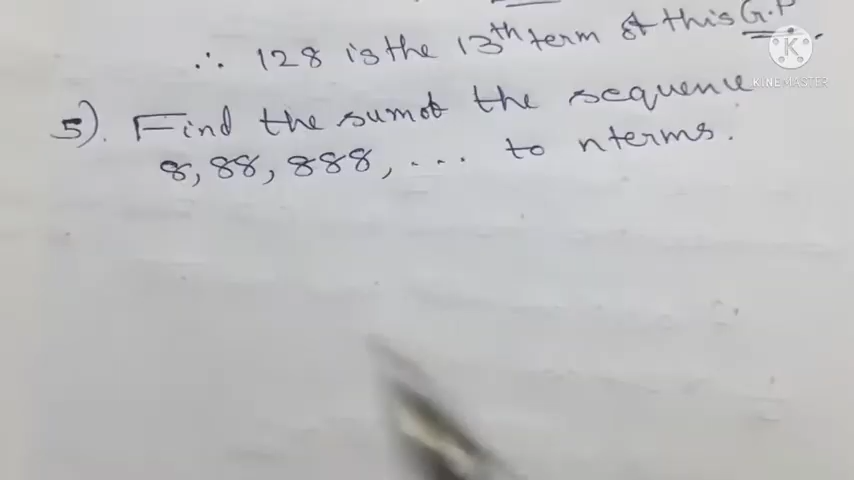 ∴ 128 is the 13th term of this G.P.
5). Find the sum of the sequence
8, 88, 888, ... to n terms.
KINEMASTER